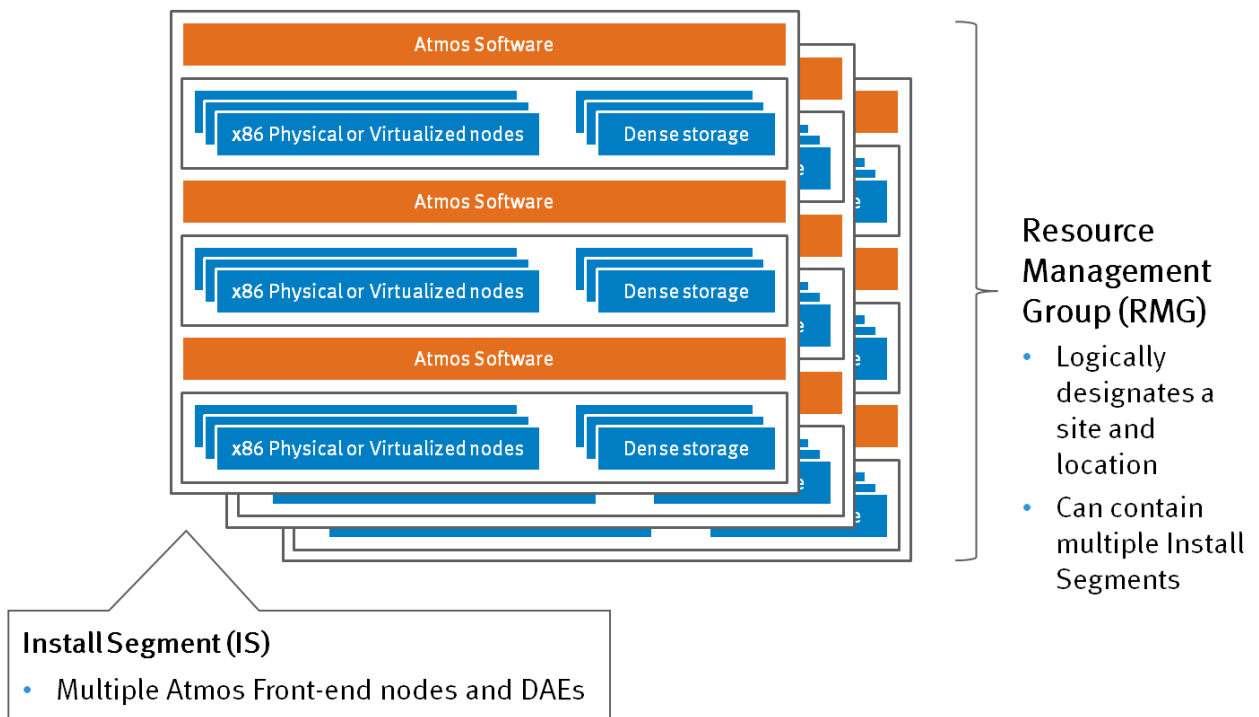 Atmos Software
x86 Physical or Virtualized nodes
Dense storage
Atmos Software
x86 Physical or Virtualized nodes
Dense storage
Atmos Software
x86 Physical or Virtualized nodes
Dense storage
Resource
Management
Group (RMG)
• Logically
designates a
site and
location
• Can contain
multiple Install
Segments
Install Segment (IS)
• Multiple Atmos Front-end nodes and DAEs